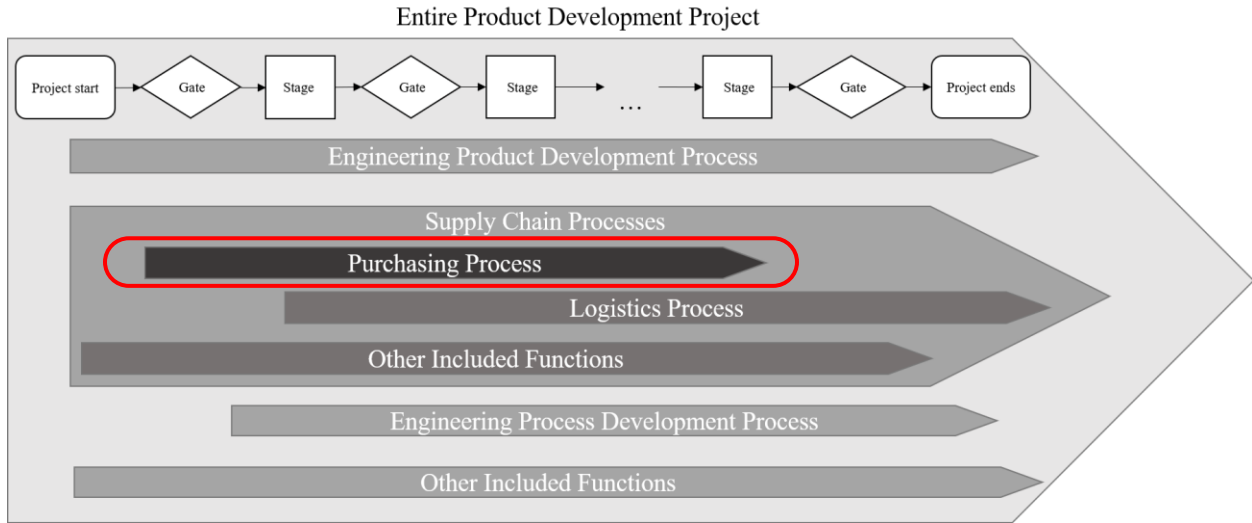 Entire Product Development Project
Project start
Gate
Stage
Gate
Stage
...
Stage
Gate
Project ends
Engineering Product Development Process
Supply Chain Processes
Purchasing Process
Logistics Process
Other Included Functions
Engineering Process Development Process
Other Included Functions